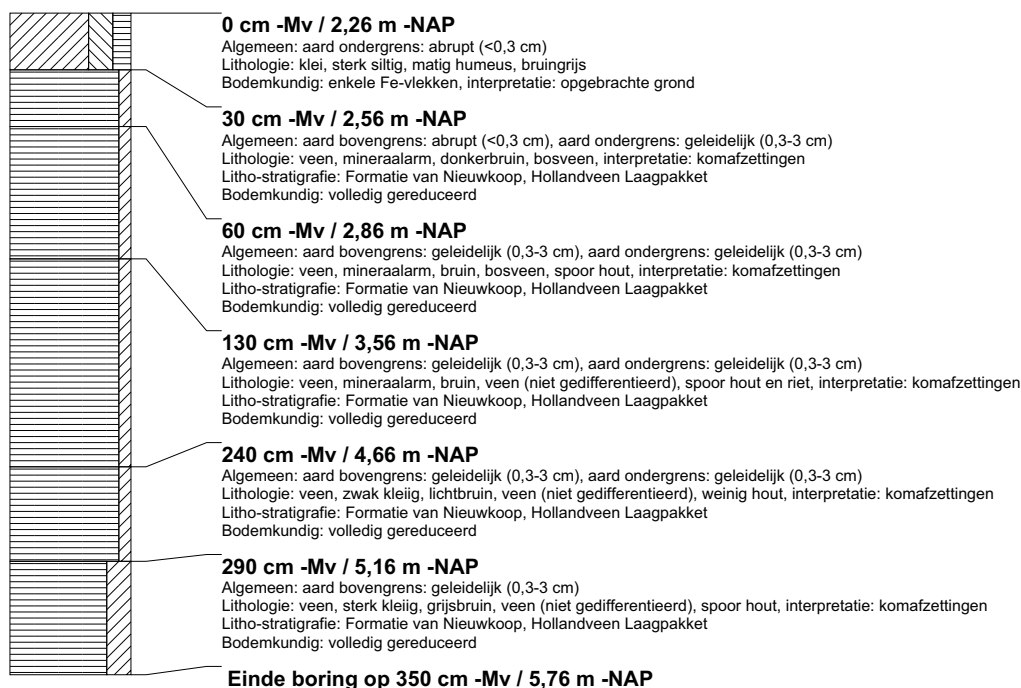 0 cm -Mv / 2,26 m -NAP
Algemeen: aard ondergrens: abrupt (<0,3 cm)
Lithologie: klei, sterk siltig, matig humeus, bruingrijs
Bodemkundig: enkele Fe-vlekken, interpretatie: opgebrachte grond
30 cm -Mv / 2,56 m -NAP
Algemeen: aard bovengrens: abrupt (<0,3 cm), aard ondergrens: geleidelijk (0,3-3 cm)
Lithologie: veen, mineraalarm, donkerbruin, bosveen, interpretatie: komafzettingen
Litho-stratigrafie: Formatie van Nieuwkoop, Hollandveen Laagpakket
Bodemkundig: volledig gereduceerd
60 cm -Mv / 2,86 m -NAP
Algemeen: aard bovengrens: geleidelijk (0,3-3 cm), aard ondergrens: geleidelijk (0,3-3 cm)
Lithologie: veen, mineraalarm, bruin, bosveen, spoor hout, interpretatie: komafzettingen
Litho-stratigrafie: Formatie van Nieuwkoop, Hollandveen Laagpakket
Bodemkundig: volledig gereduceerd
130 cm -Mv / 3,56 m -NAP
Algemeen: aard bovengrens: geleidelijk (0,3-3 cm), aard ondergrens: geleidelijk (0,3-3 cm)
Lithologie: veen, mineraalarm, bruin, veen (niet gedifferentieerd), spoor hout en riet, interpretatie: komafzettingen
Litho-stratigrafie: Formatie van Nieuwkoop, Hollandveen Laagpakket
Bodemkundig: volledig gereduceerd
240 cm -Mv / 4,66 m -NAP
Algemeen: aard bovengrens: geleidelijk (0,3-3 cm), aard ondergrens: geleidelijk (0,3-3 cm)
Lithologie: veen, zwak kleiig, lichtbruin, veen (niet gedifferentieerd), weinig hout, interpretatie: komafzettingen
Litho-stratigrafie: Formatie van Nieuwkoop, Hollandveen Laagpakket
Bodemkundig: volledig gereduceerd
290 cm -Mv / 5,16 m -NAP
Algemeen: aard bovengrens: geleidelijk (0,3-3 cm)
Lithologie: veen, sterk kleiig, grijsbruin, veen (niet gedifferentieerd), spoor hout, interpretatie: komafzettingen
Litho-stratigrafie: Formatie van Nieuwkoop, Hollandveen Laagpakket
Bodemkundig: volledig gereduceerd
Einde boring op 350 cm -Mv / 5,76 m -NAP